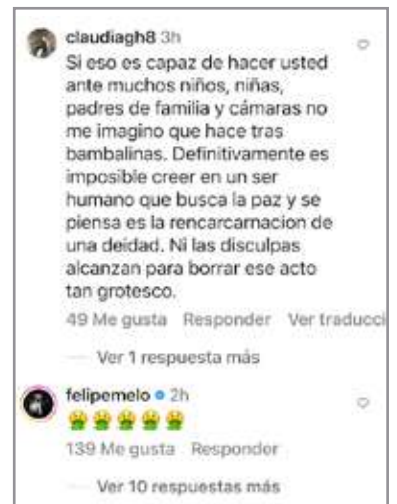 claudiagh8 3h
Si eso es capaz de hacer usted
ante muchos niños, niñas,
padres de familia y cámaras no
me imagino que hace tras
bambalinas. Definitivamente es
imposible creer en un ser
humano que busca la paz y se
piensa es la rencarcarnacion de
una deidad. Ni las disculpas
alcanzan para borrar ese acto
tan grotesco.
49 Me gusta Responder Ver traducci
Ver 1 respuesta más
felipemelo 2h
🤮🤮🤮🤮🤮
139 Me gusta Responder
Ver 10 respuestas más